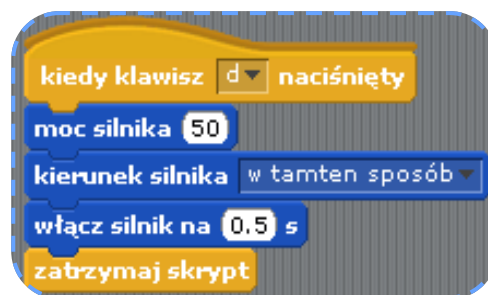 kiedy klawisz d naciśnięty
moc silnika 50
kierunek silnika w tamten sposób
włącz silnik na 0.5 s
zatrzymaj skrypt